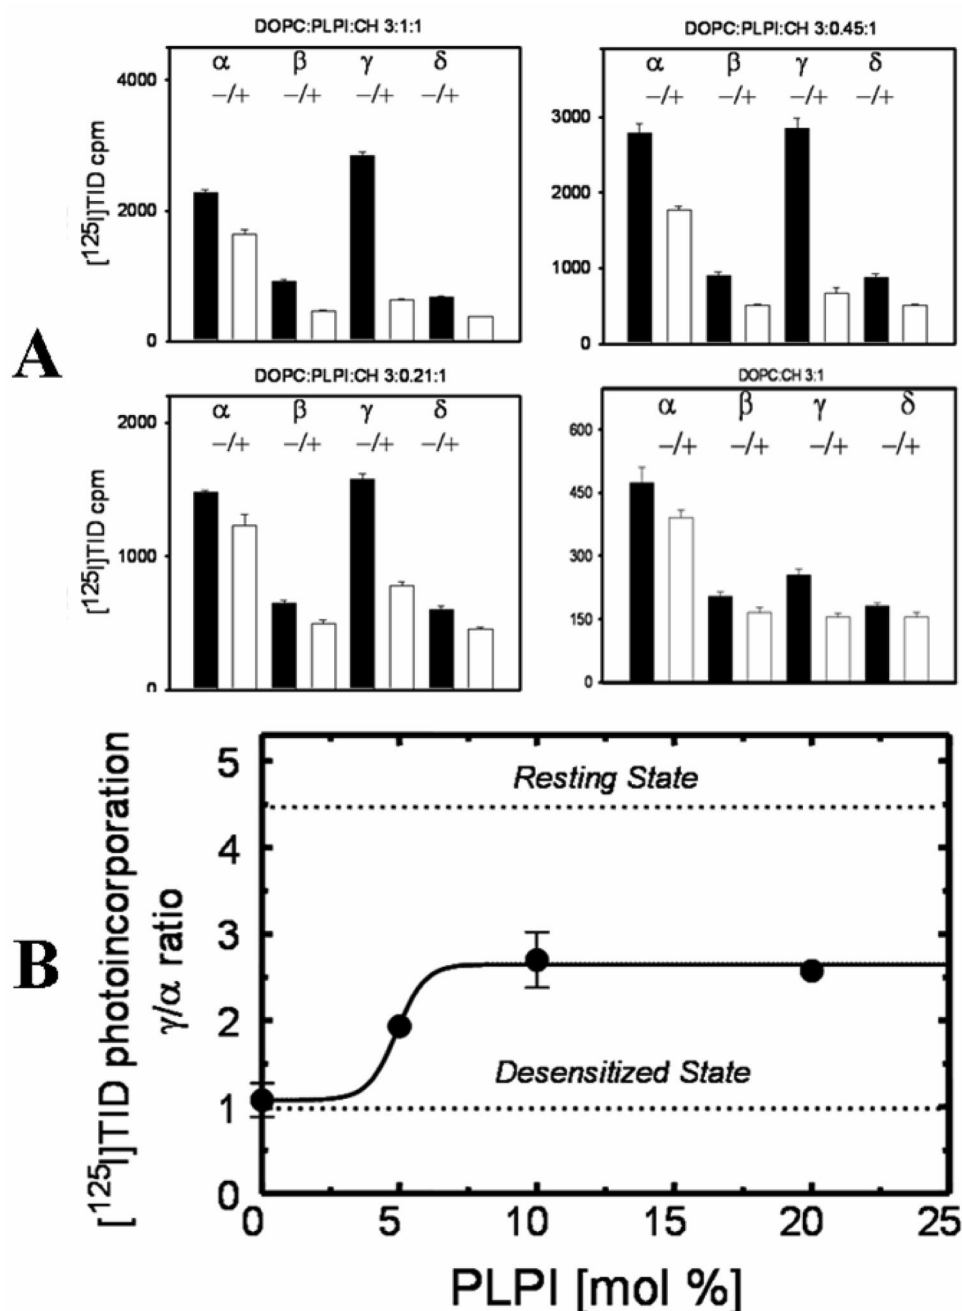 A
DOPC:PLPI:CH 3:1:1
[125I]TID cpm
4000
2000
0
α β γ δ
−/+ −/+ −/+ −/+
DOPC:PLPI:CH 3:0.45:1
3000
2000
1000
0
α β γ δ
−/+ −/+ −/+ −/+
DOPC:PLPI:CH 3:0.21:1
[125I]TID cpm
2000
1000
0
α β γ δ
−/+ −/+ −/+ −/+
DOPC:CH 3:1
600
450
300
150
0
α β γ δ
−/+ −/+ −/+ −/+
B
[125I]TID photoincorporation
γ/α ratio
5
4
3
2
1
0
Resting State
Desensitized State
0 5 10 15 20 25
PLPI [mol %]